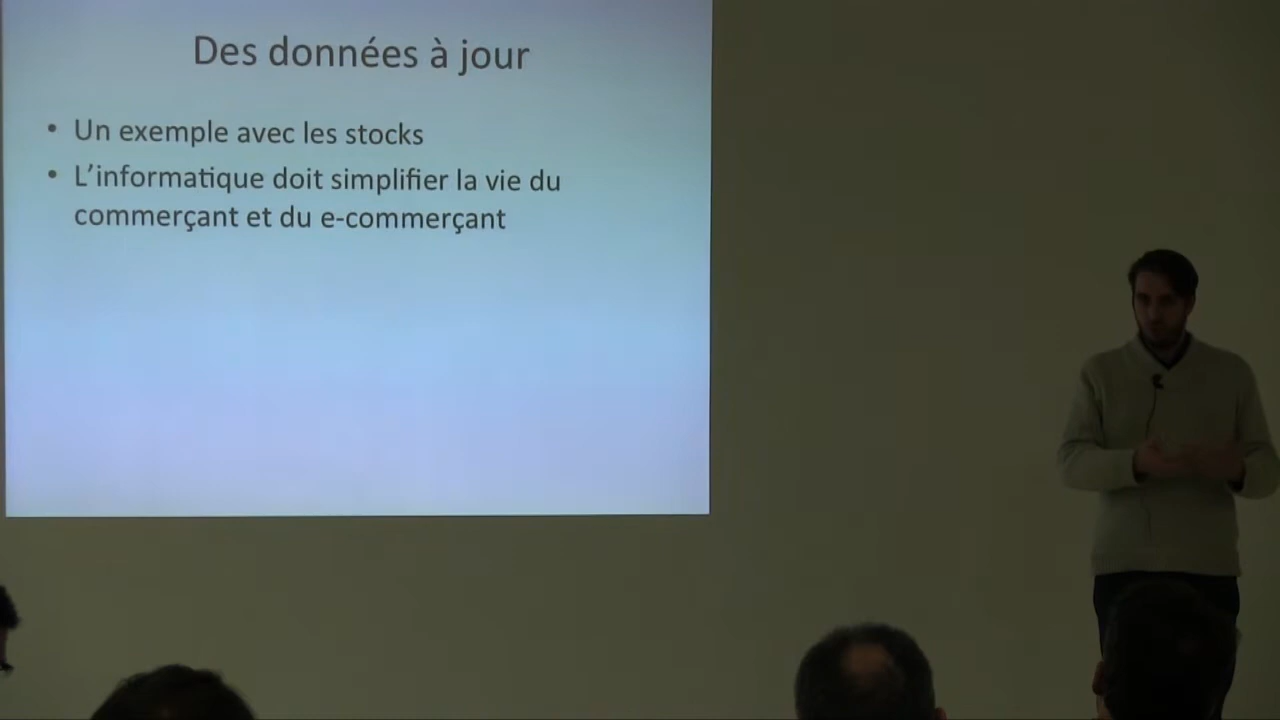 Des données à jour
• Un exemple avec les stocks
• L’informatique doit simplifier la vie du
commerçant et du e-commerçant